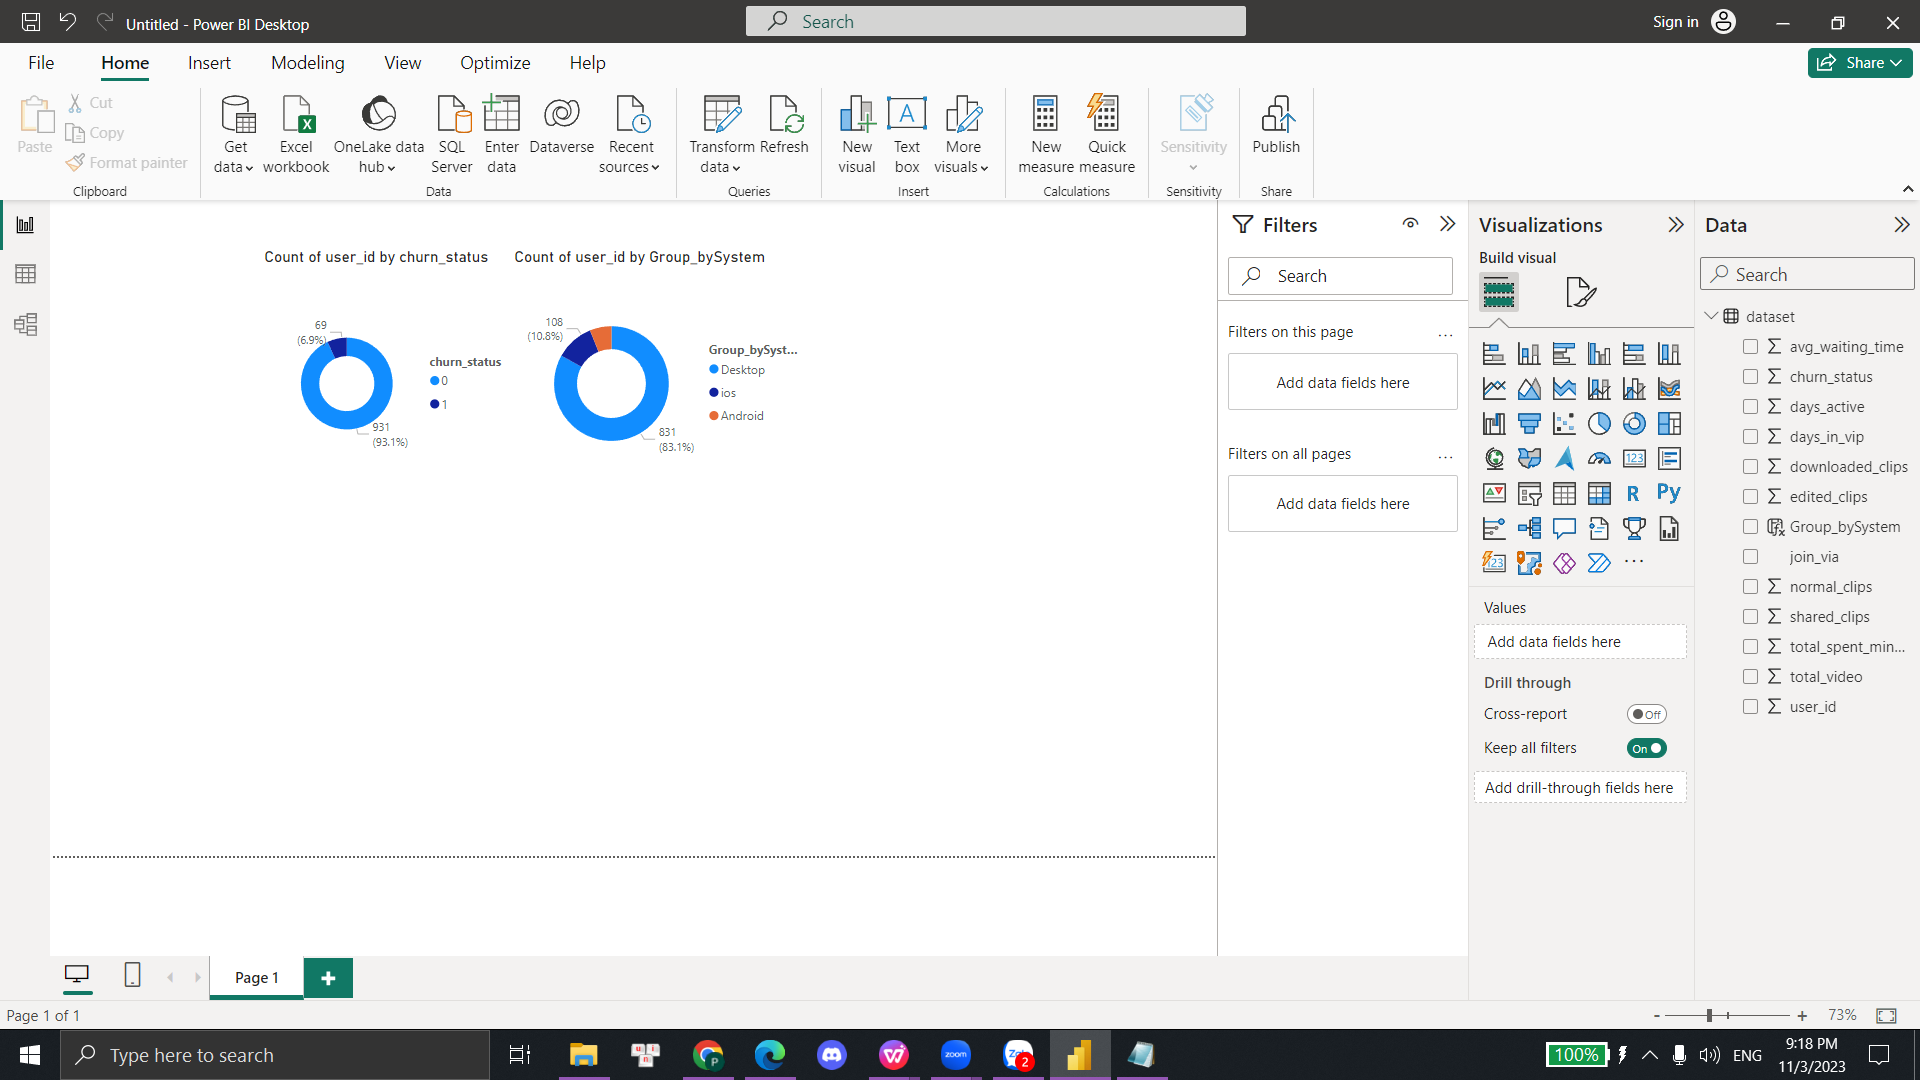 Untitled - Power BI Desktop
Search
Sign in
File
Home
Insert
Modeling
View
Optimize
Help
Share
Paste
Cut
Copy
Format painter
Clipboard
Get
data
Excel
workbook
OneLake data
hub
SQL
Server
Enter
data
Dataverse
Recent
sources
Data
Transform
data
Refresh
Queries
New
visual
Text
box
More
visuals
Insert
New
measure
Quick
measure
Calculations
Sensitivity
Sensitivity
Publish
Share
Count of user_id by churn_status
69
(6.9%)
931
(93.1%)
churn_status
0
1
Count of user_id by Group_bySystem
108
(10.8%)
831
(83.1%)
Group_bySyst...
Desktop
ios
Android
Filters
Search
Filters on this page
...
Add data fields here
Filters on all pages
...
Add data fields here
Visualizations
Build visual
123
R
Py
123
...
Values
Add data fields here
Drill through
Cross-report
Off
Keep all filters
On
Add drill-through fields here
Data
Search
dataset
avg_waiting_time
churn_status
days_active
days_in_vip
downloaded_clips
edited_clips
Group_bySystem
join_via
normal_clips
shared_clips
total_spent_min...
total_video
user_id
Page 1
Page 1 of 1
- + 73%
Type here to search
zoom
2
100%
ENG
9:18 PM
11/3/2023